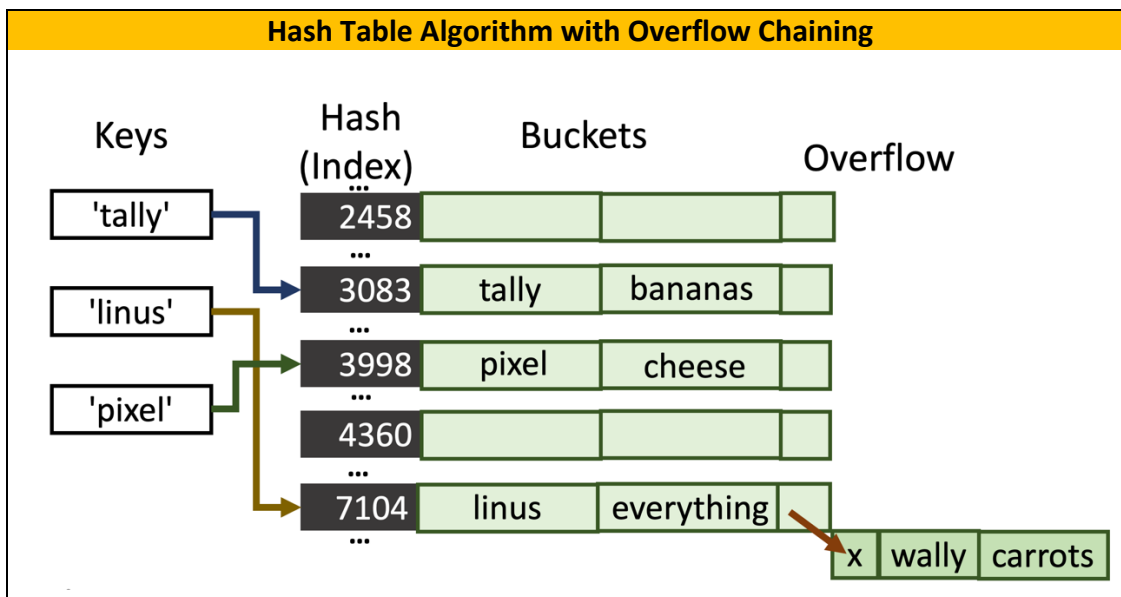 Hash Table Algorithm with Overflow Chaining
Keys
Hash
(Index)
Buckets
Overflow
...
'tally'
2458
...
3083 tally bananas
'linus'
...
3998 pixel cheese
'pixel'
...
4360
...
7104 linus everything
...
x wally carrots